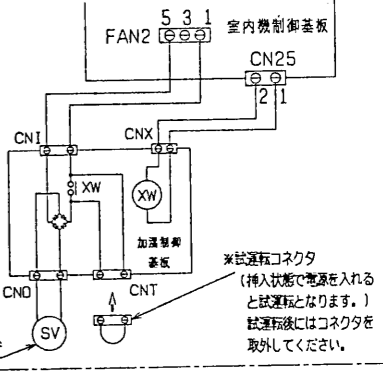 室内機制御基板
5 3 1
FAN2
CN25
2 1
CNI
CNX
XW
XW
加湿制御
基板
CNO
CNT
SV
※試運転コネクタ
(挿入状態で電源を入れる
と試運転となります。)
試運転後にはコネクタを
取外してください。